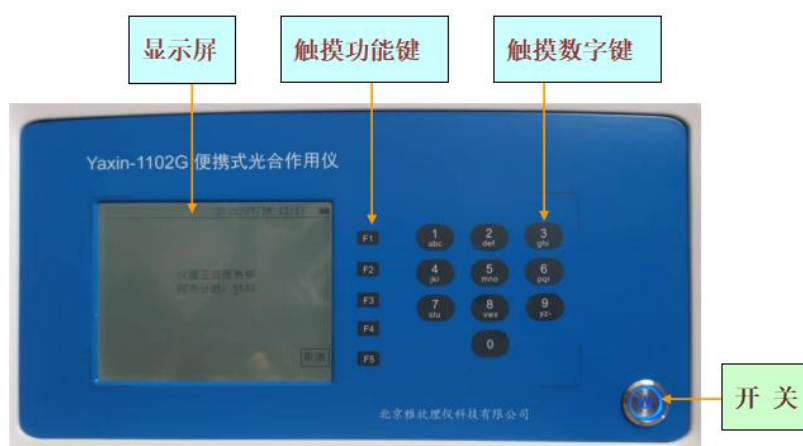 显示屏
触摸功能键
触摸数字键
Yaxin-1102G 便携式光合作用仪
F1
1
abc
2
def
3
ghi
F2
4
jkl
5
mno
6
pqr
F3
7
stu
8
vwx
9
yz-
F4
0
取消
F5
开 关
北京雅欣理仪科技有限公司